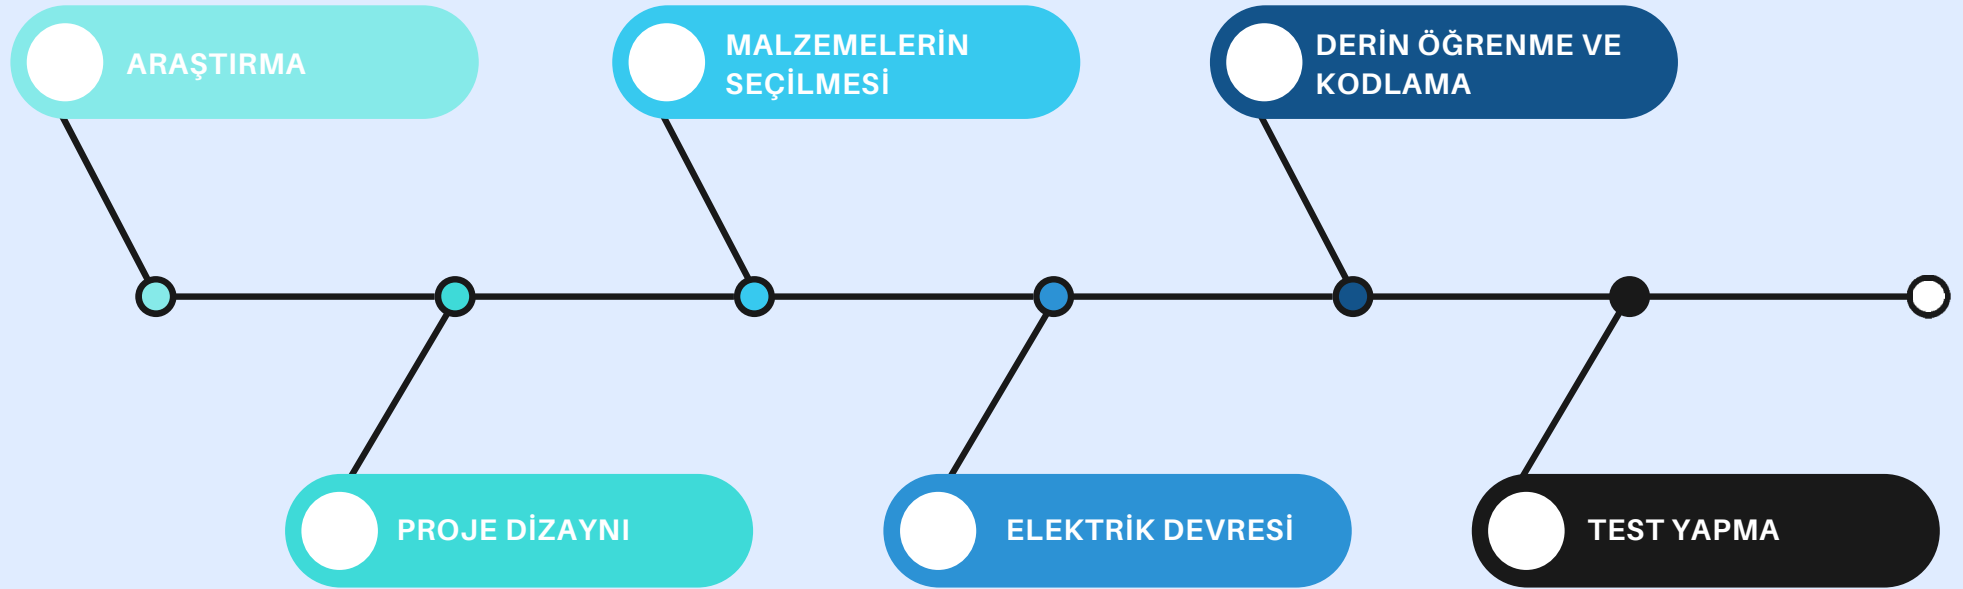 ARAŞTIRMA
MALZEMELERİN
SEÇİLMESİ
DERİN ÖĞRENME VE
KODLAMA
PROJE DİZAYNI
ELEKTRİK DEVRESİ
TEST YAPMA